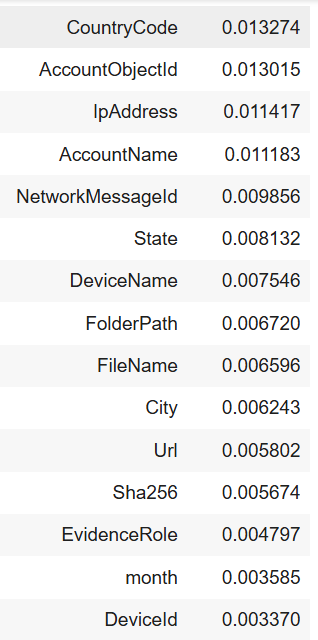 CountryCode 0.013274
AccountObjectId 0.013015
IpAddress 0.011417
AccountName 0.011183
NetworkMessageId 0.009856
State 0.008132
DeviceName 0.007546
FolderPath 0.006720
FileName 0.006596
City 0.006243
Url 0.005802
Sha256 0.005674
EvidenceRole 0.004797
month 0.003585
DeviceId 0.003370